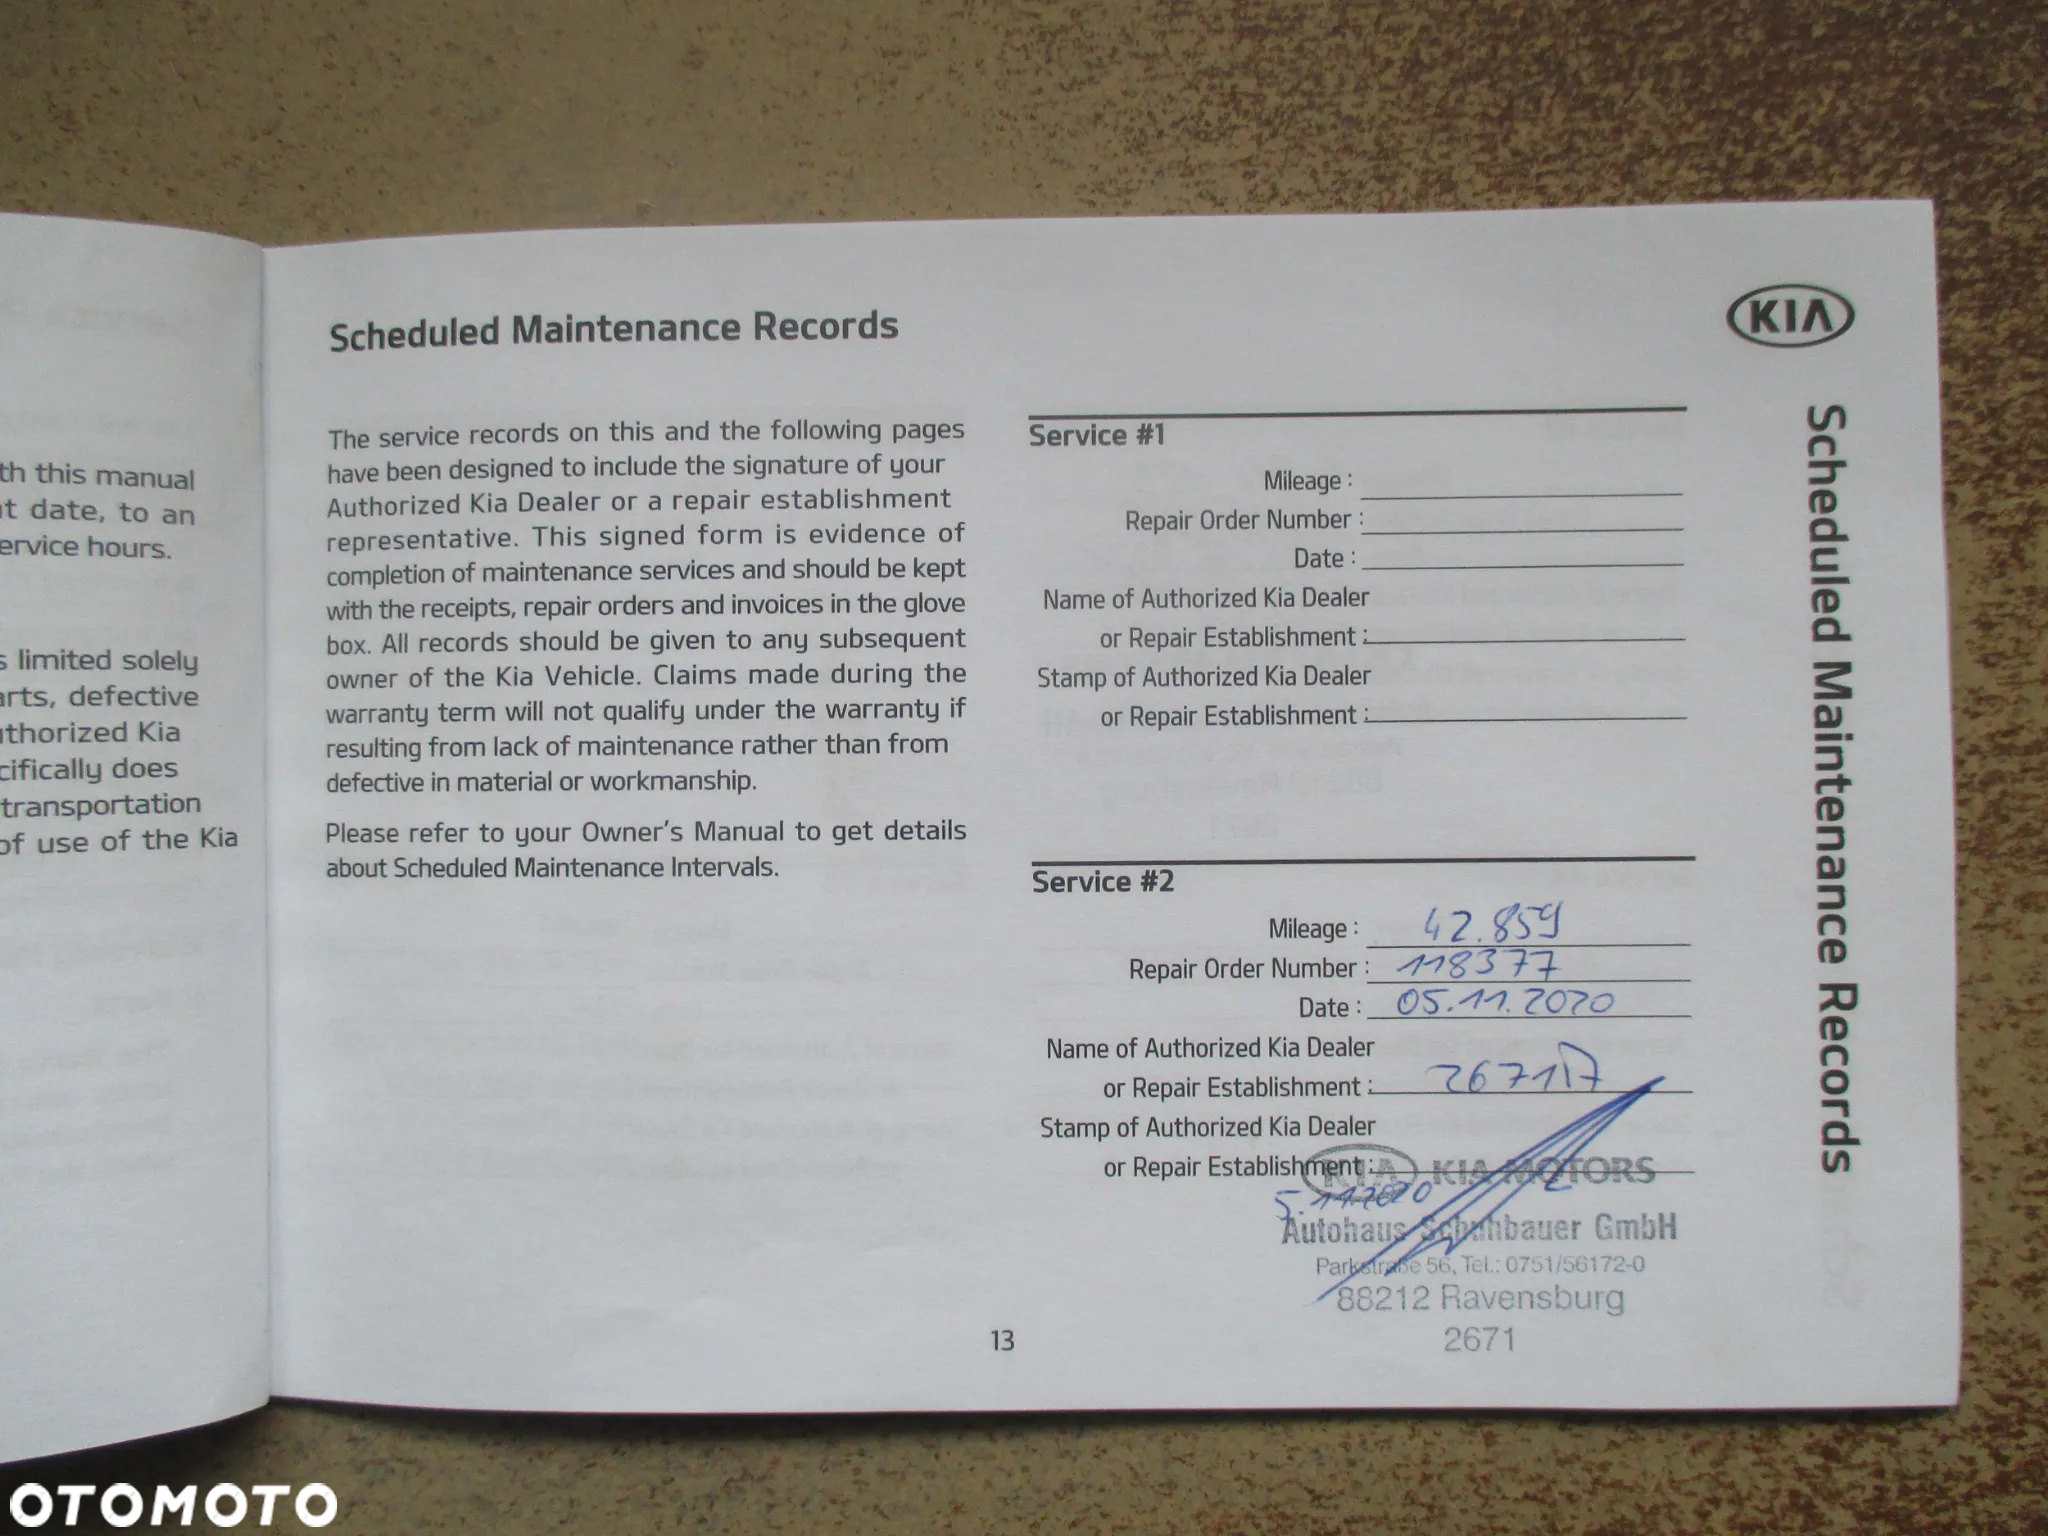 th this manual
t date, to an
ervice hours.
s limited solely
arts, defective
uthorized Kia
cifically does
transportation
of use of the Kia
Scheduled Maintenance Records
The service records on this and the following pages
have been designed to include the signature of your
Authorized Kia Dealer or a repair establishment
representative. This signed form is evidence of
completion of maintenance services and should be kept
with the receipts, repair orders and invoices in the glove
box. All records should be given to any subsequent
owner of the Kia Vehicle. Claims made during the
warranty term will not qualify under the warranty if
resulting from lack of maintenance rather than from
defective in material or workmanship.
Please refer to your Owner's Manual to get details
about Scheduled Maintenance Intervals.
KIA
Service #1
Mileage :
Repair Order Number :
Date :
Name of Authorized Kia Dealer
or Repair Establishment :
Stamp of Authorized Kia Dealer
or Repair Establishment :
Service #2
Mileage : 42.859
Repair Order Number : 118377
Date : 05.11.2020
Name of Authorized Kia Dealer
or Repair Establishment :
Stamp of Authorized Kia Dealer
or Repair Establishment :
KIA KIA MOTORS
5.11.2020
Autohaus Schuhbauer GmbH
Parkstraße 56, Tel.: 0751/56172-0
88212 Ravensburg
2671
Scheduled Maintenance Records
13
OTOMOTO